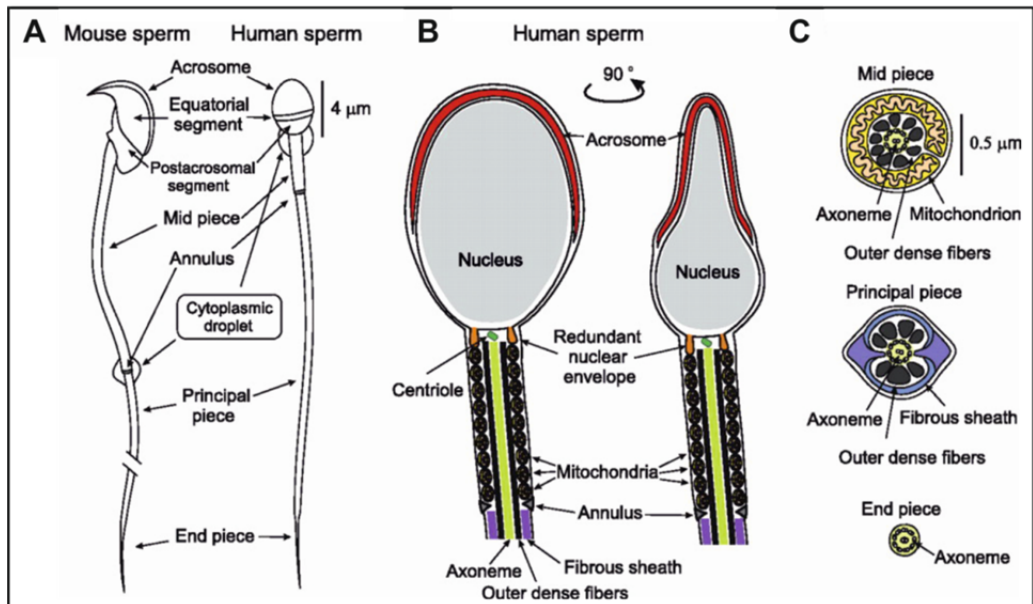 A
Mouse sperm
Human sperm
Acrosome
Equatorial
segment
4 µm
Postacrosomal
segment
Mid piece
Annulus
Cytoplasmic
droplet
Principal
piece
End piece
B
Human sperm
90 °
Acrosome
Nucleus
Nucleus
Redundant
nuclear
envelope
Centriole
Mitochondria
Annulus
Axoneme
Fibrous sheath
Outer dense fibers
C
Mid piece
0.5 µm
Axoneme
Mitochondrion
Outer dense fibers
Principal piece
Axoneme
Fibrous sheath
Outer dense fibers
End piece
Axoneme